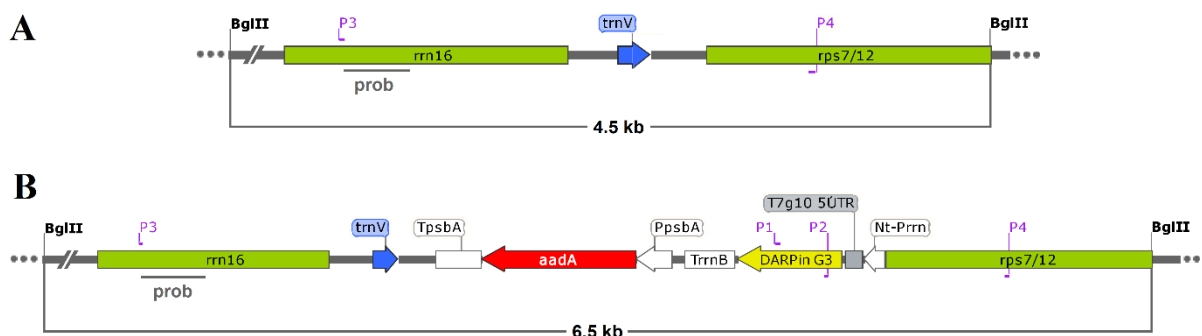 A
BglII
P3
trnV
P4
BglII
rrn16
rps7/12
prob
4.5 kb
B
BglII
P3
trnV
TpsbA
PpsbA
T7g10 5ÚTR
P1
P2
Nt-Prrn
P4
BglII
rrn16
aadA
TrrnB
DARPin G3
rps7/12
prob
6.5 kb